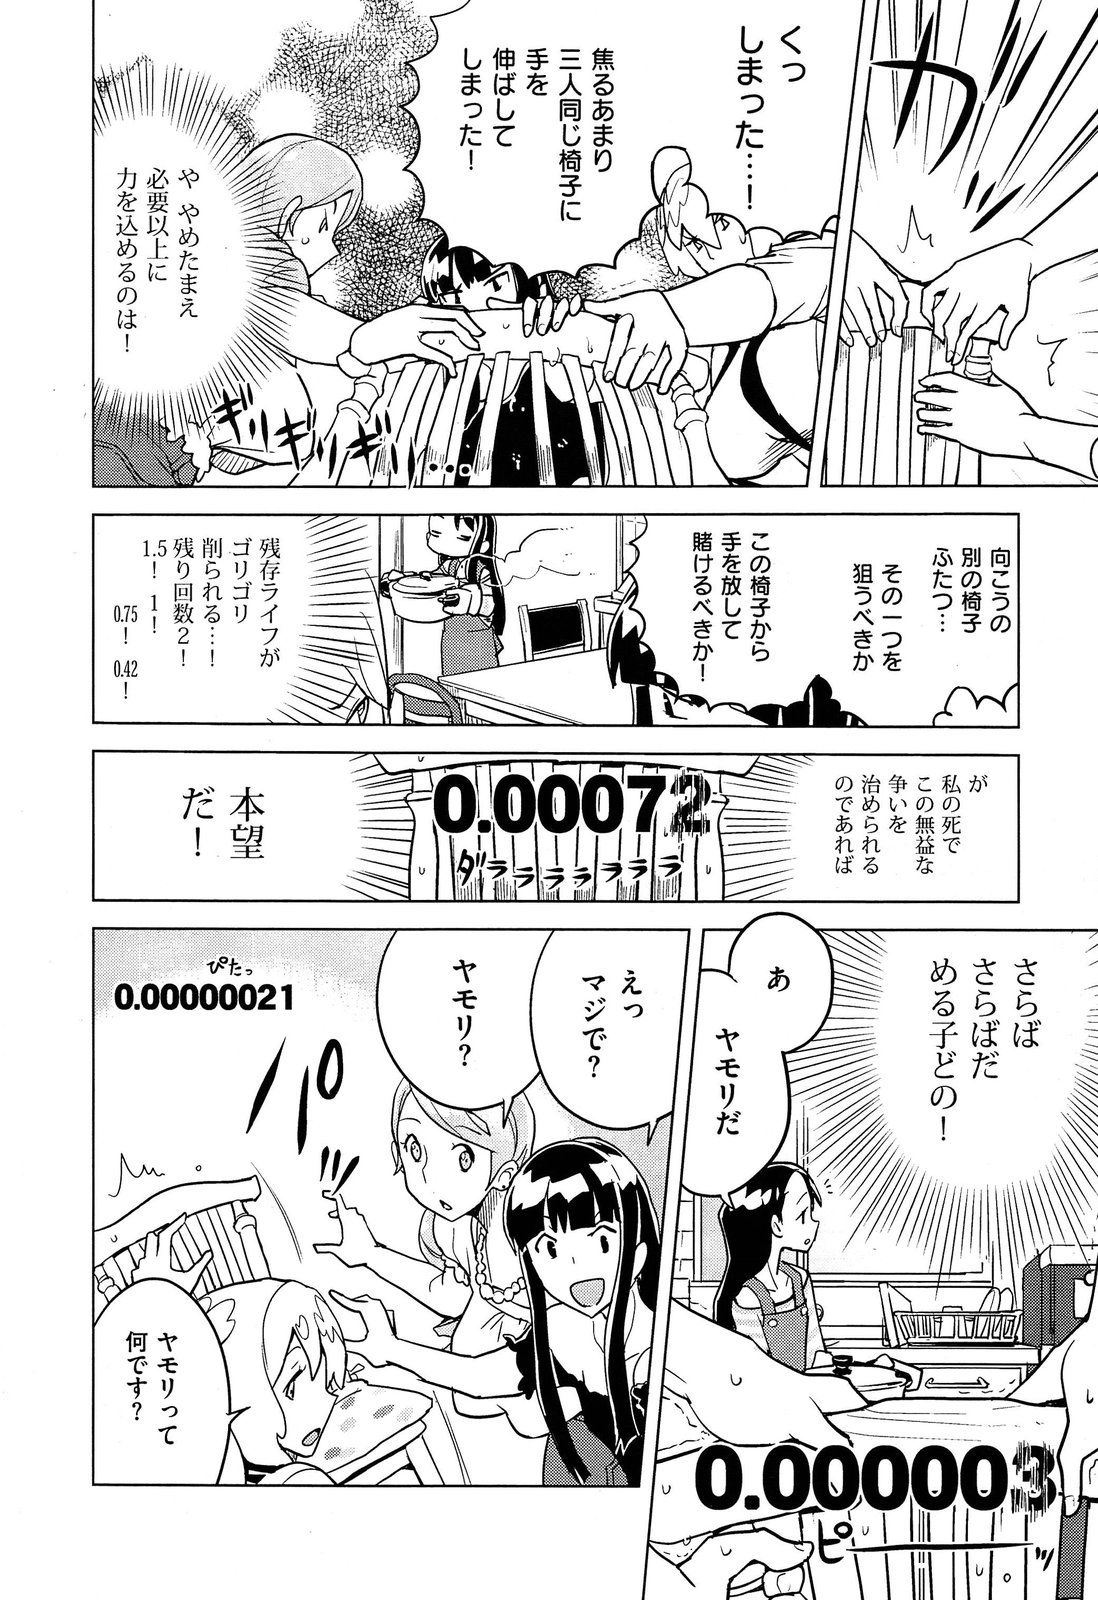 ガ
くっ
しまった…！
焦るあまり
三人同じ椅子に
手を
伸ばして
しまった！
や やめたまえ
必要以上に
力を込めるのは！
ギリギギギ…
向こうの
別の椅子
ふたつ…
その一つを
狙うべきか
この椅子から
手を放して
賭けるべきか！
残存ライフが
ゴリゴリ
削られる…！
残り回数2！
1.5！ 1！
0.75！ 0.42！
が
私の死で
この無益な
争いを
治められる
のであれば
0.00072
ダララララララ
本望
だ！
さらば
さらばだ
める子どの！
あ
ヤモリだ
0.000003
ピーーッ
えっ
マジで？
ヤモリ？
ぴたっ
0.00000021
パッ
ヤモリって
何です？